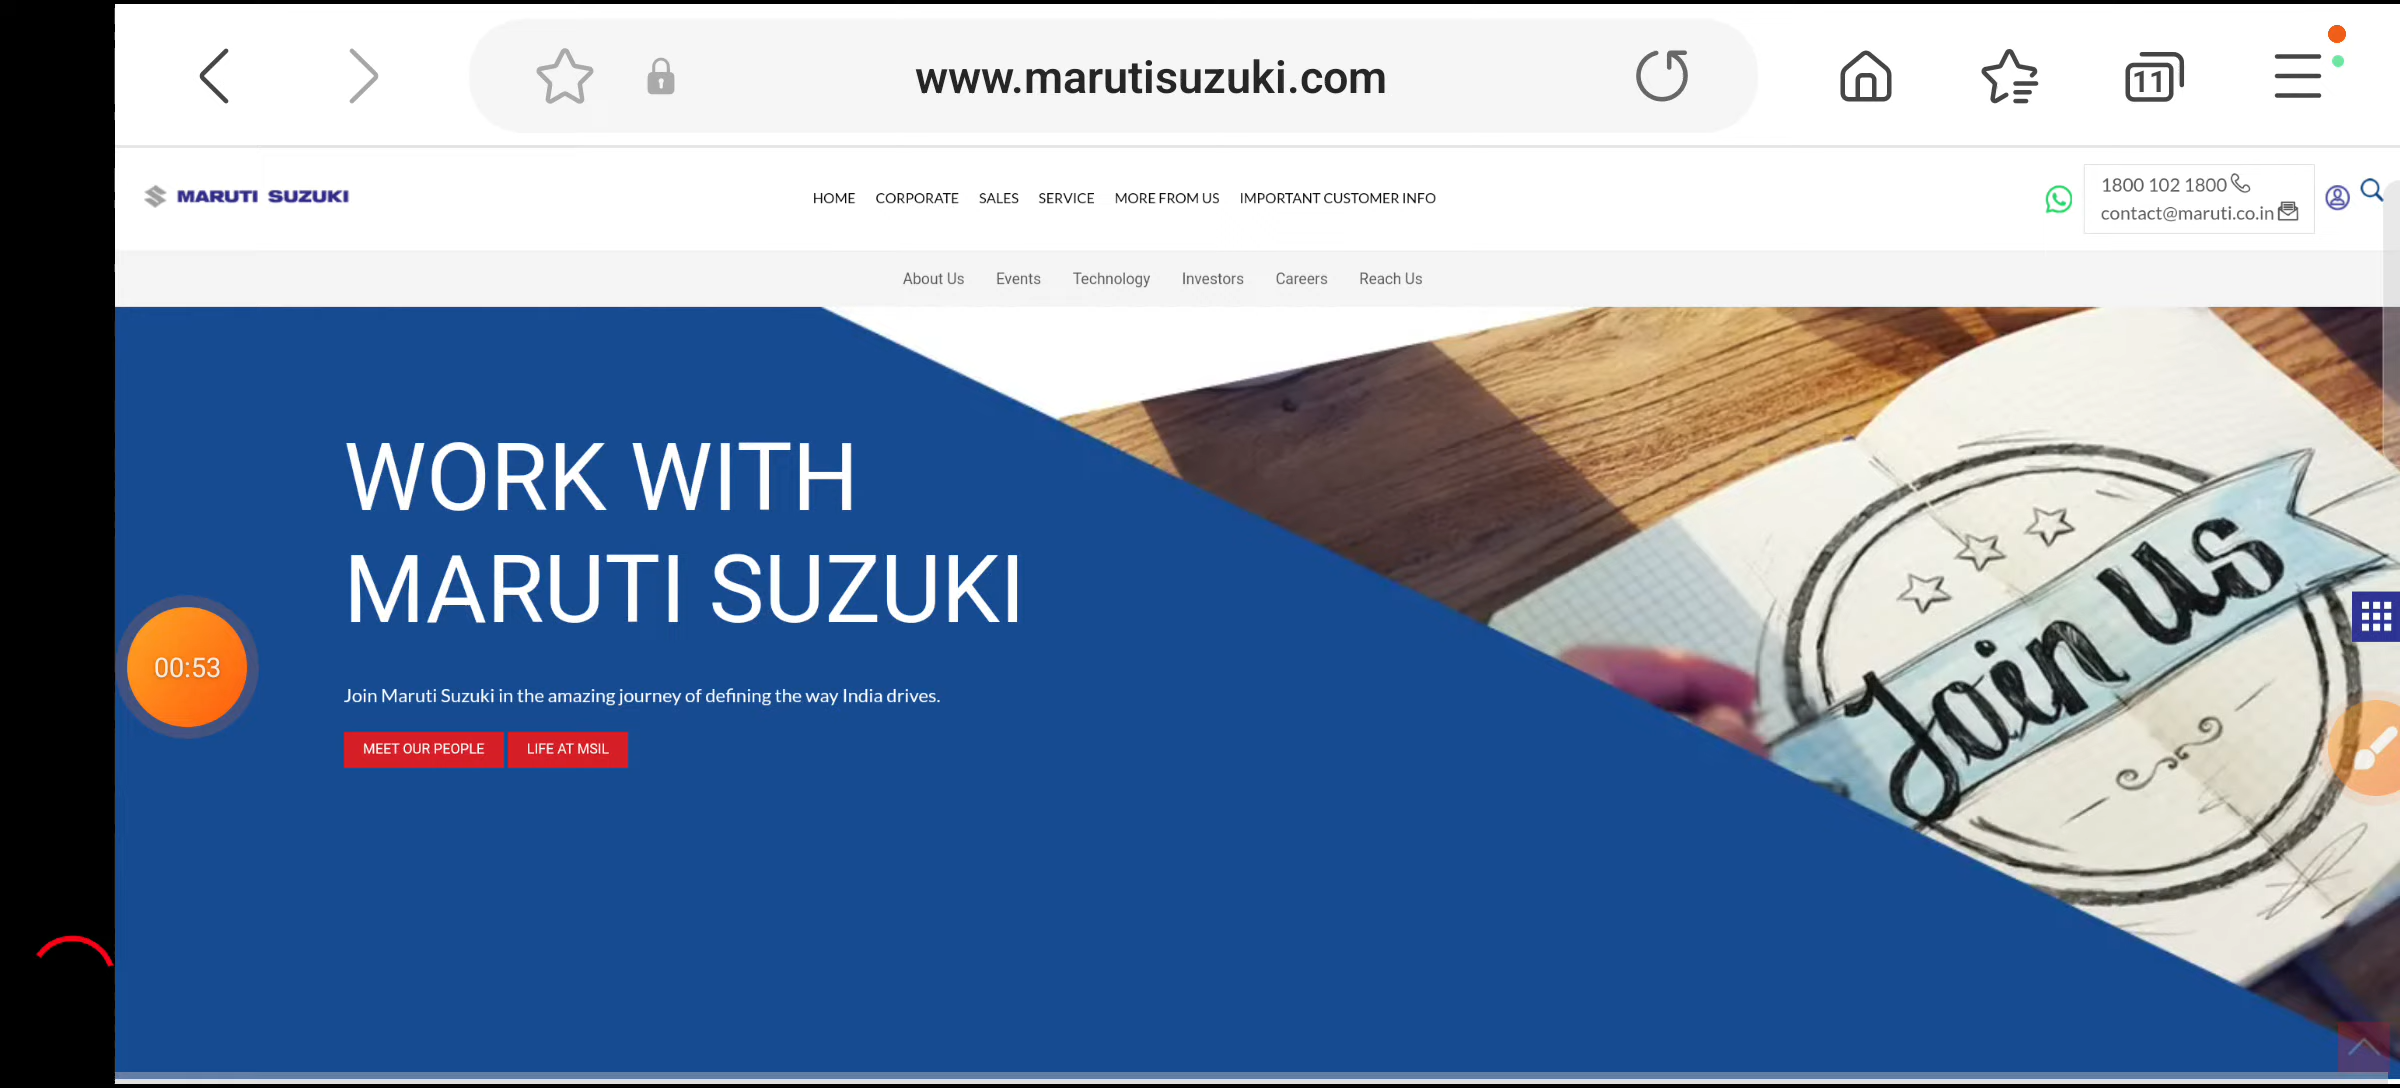 www.marutisuzuki.com
11
MARUTI SUZUKI
HOME CORPORATE SALES SERVICE MORE FROM US IMPORTANT CUSTOMER INFO
1800 102 1800
contact@maruti.co.in
About Us Events Technology Investors Careers Reach Us
WORK WITH
MARUTI SUZUKI
Join us
00:53
Join Maruti Suzuki in the amazing journey of defining the way India drives.
MEET OUR PEOPLE LIFE AT MSIL